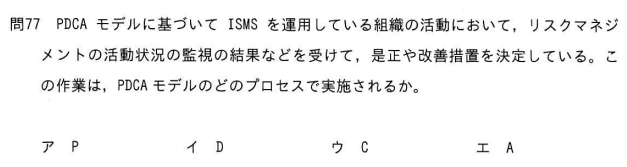 問77 PDCA モデルに基づいて ISMS を運用している組織の活動において，リスクマネジ
メントの活動状況の監視の結果などを受けて，是正や改善措置を決定している。こ
の作業は，PDCA モデルのどのプロセスで実施されるか。
ア P イ D ウ C エ A